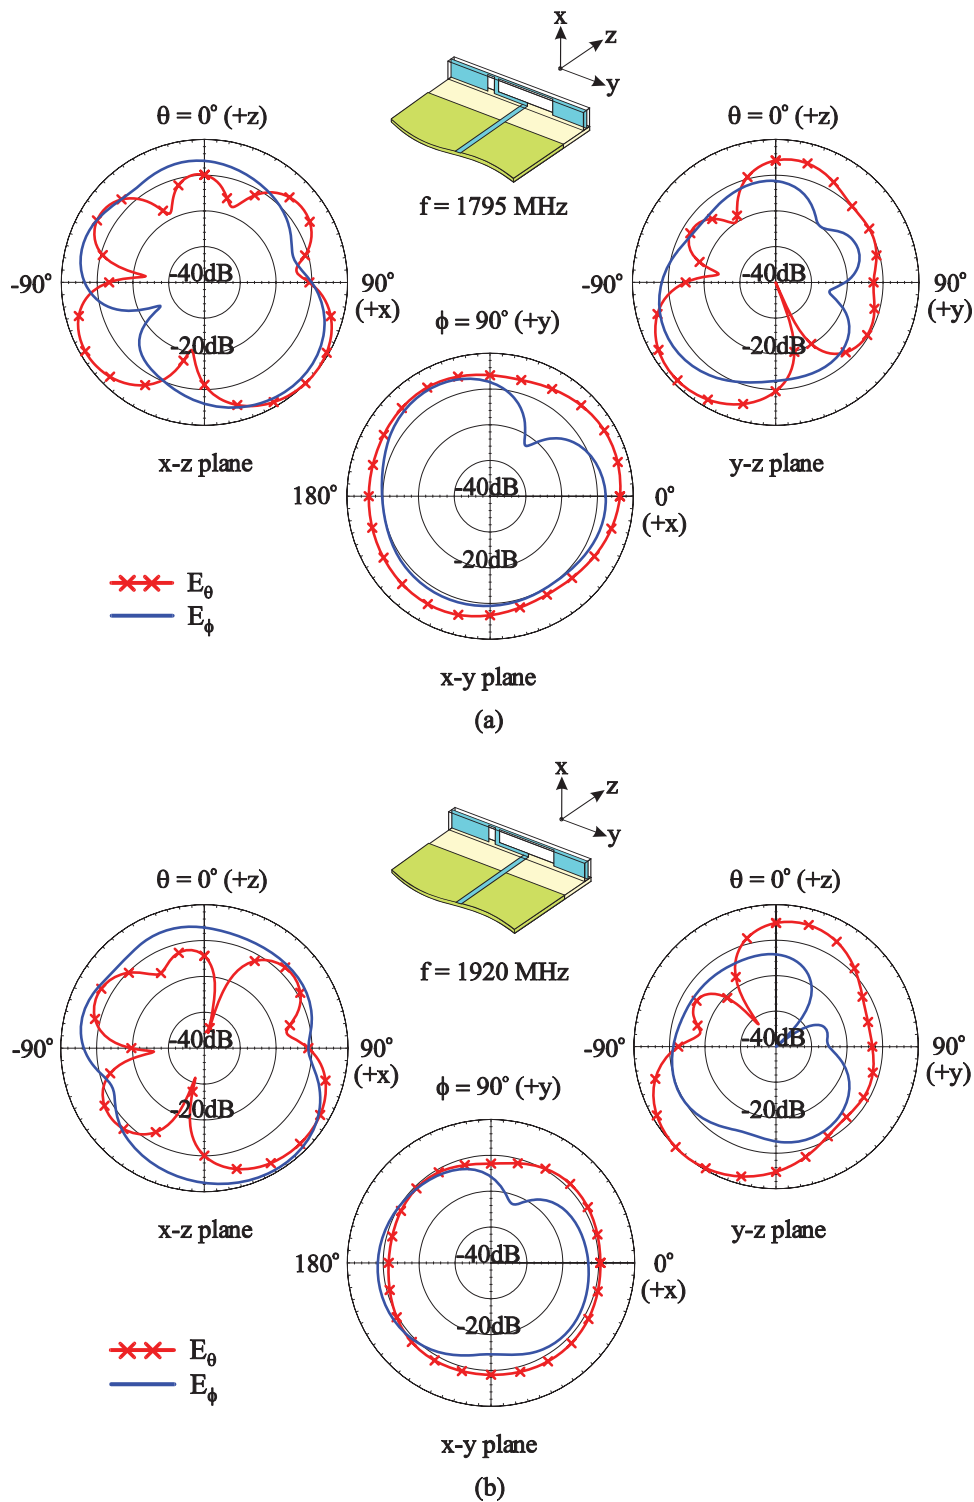 x
z
y
θ = 0° (+z)
θ = 0° (+z)
f = 1795 MHz
-90°
-40dB
90°
(+x)
-20dB
-90°
-40dB
90°
(+y)
-20dB
ϕ = 90° (+y)
x-z plane
y-z plane
180°
-40dB
0°
(+x)
-20dB
Eθ
Eϕ
x-y plane
(a)
x
z
y
θ = 0° (+z)
θ = 0° (+z)
f = 1920 MHz
-90°
-40dB
90°
(+x)
-20dB
-90°
-40dB
90°
(+y)
-20dB
ϕ = 90° (+y)
x-z plane
y-z plane
180°
-40dB
0°
(+x)
-20dB
Eθ
Eϕ
x-y plane
(b)